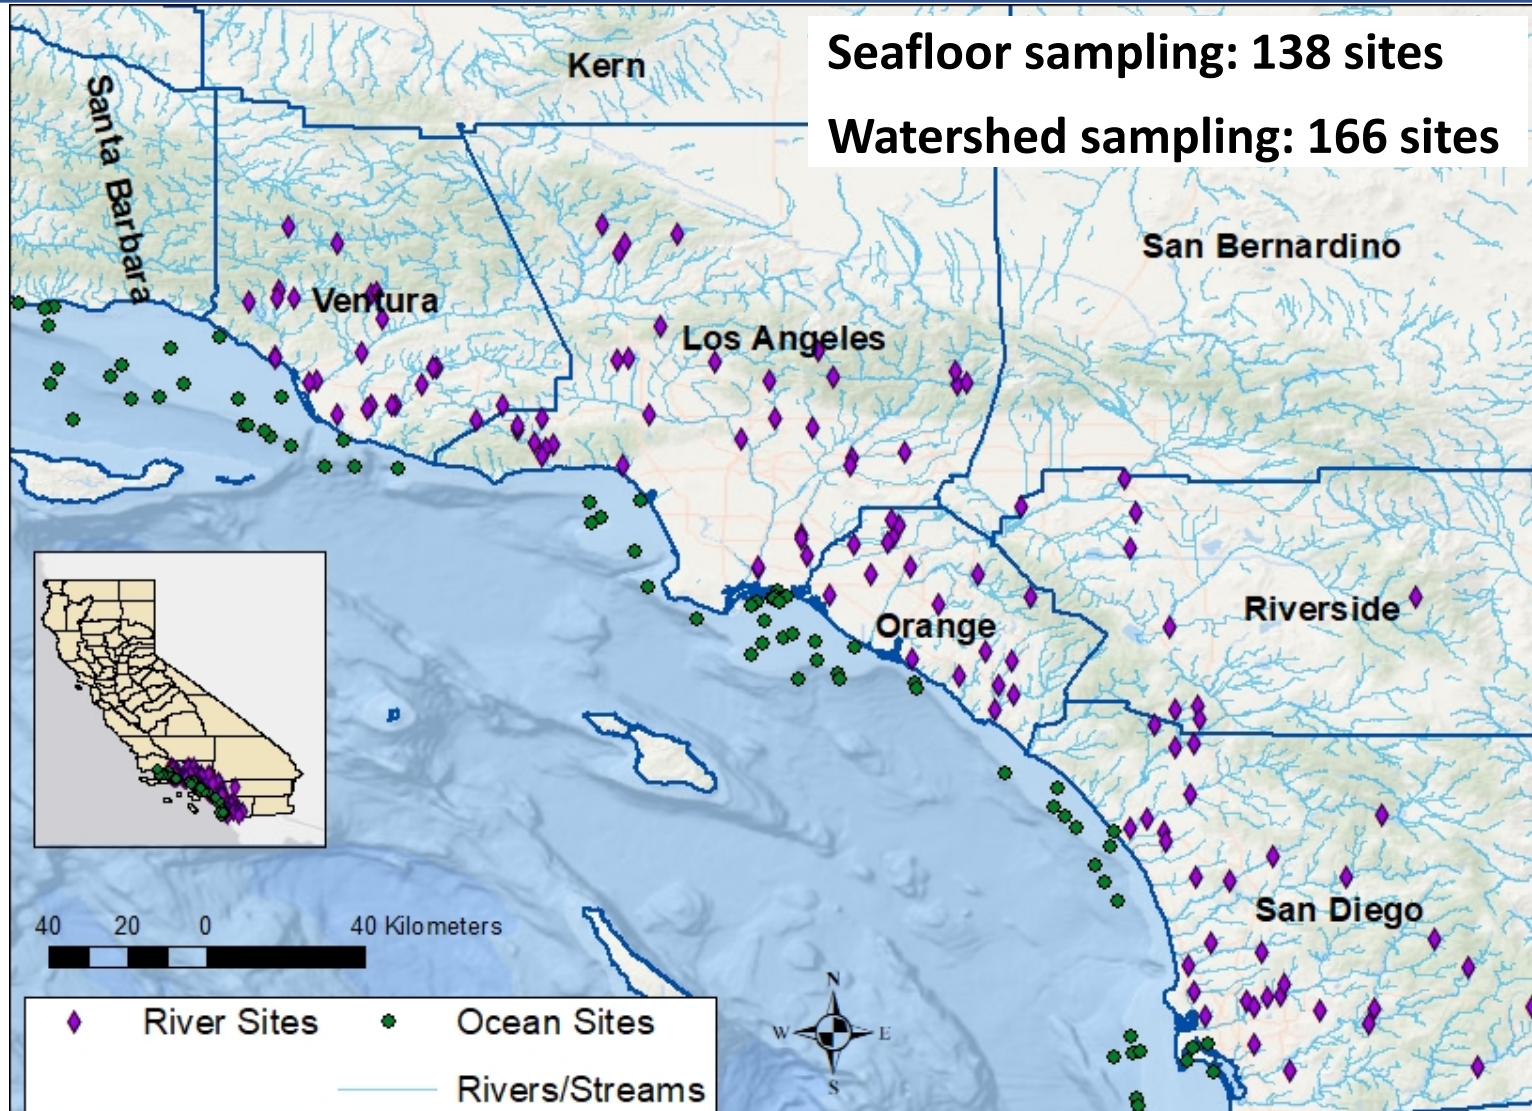 Seafloor sampling: 138 sites
Watershed sampling: 166 sites
Kern
Santa Barbara
San Bernardino
Ventura
Los Angeles
Riverside
Orange
San Diego
40 20 0 40 Kilometers
N
W E
S
River Sites Ocean Sites
Rivers/Streams